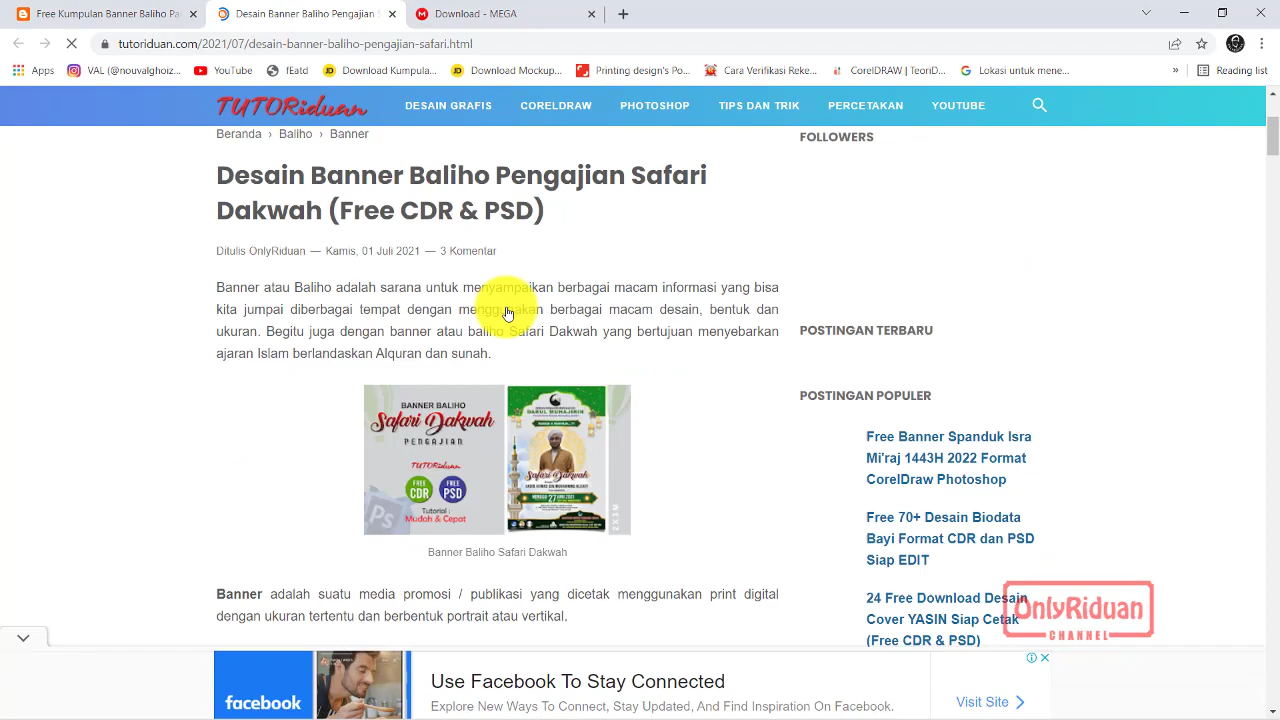 Free Kumpulan Banner Buliho Pa
Desain Banner Baliho Pengajian Saf
Download - MEGA
tutoriduan.com/2021/07/desain-banner-baliho-pengajian-safari.html
Apps
VAL (@nouvalghoiz...
YouTube
fEatd
Download Kumpula...
Download Mockup...
Printing design's Po...
Cara Verifikasi Reke...
CorelDRAW | TeoriD...
Lokasi untuk mene...
»
Reading list
TUTORiduan
DESAIN GRAFIS
CORELDRAW
PHOTOSHOP
TIPS DAN TRIK
PERCETAKAN
YOUTUBE
Beranda › Baliho › Banner
Desain Banner Baliho Pengajian Safari
Dakwah (Free CDR & PSD)
Ditulis OnlyRiduan — Kamis, 01 Juli 2021 — 3 Komentar
Banner atau Baliho adalah sarana untuk menyampaikan berbagai macam informasi yang bisa
kita jumpai diberbagai tempat dengan menggunakan berbagai macam desain, bentuk dan
ukuran. Begitu juga dengan banner atau baliho Safari Dakwah yang bertujuan menyebarkan
ajaran Islam berlandaskan Alquran dan sunah.
BANNER BALIHO
Safari Dakwah
PENGAJIAN
TUTORiduan
FREE CDR
FREE PSD
Tutorial :
Mudah & Cepat
Ps
DARUL MUHAJIRIN
Safari Dakwah
MINGGU 27 JUNI 2021
Banner Baliho Safari Dakwah
Banner adalah suatu media promosi / publikasi yang dicetak menggunakan print digital
dengan ukuran tertentu dan berbentuk portrait atau vertikal.
FOLLOWERS
POSTINGAN TERBARU
POSTINGAN POPULER
Free Banner Spanduk Isra
Mi'raj 1443H 2022 Format
CorelDraw Photoshop
Free 70+ Desain Biodata
Bayi Format CDR dan PSD
Siap EDIT
24 Free Download Desain
Cover YASIN Siap Cetak
(Free CDR & PSD)
OnlyRiduan
CHANNEL
facebook
Use Facebook To Stay Connected
Explore New Ways To Connect, Stay Updated, And Find Inspiration On Facebook.
Visit Site